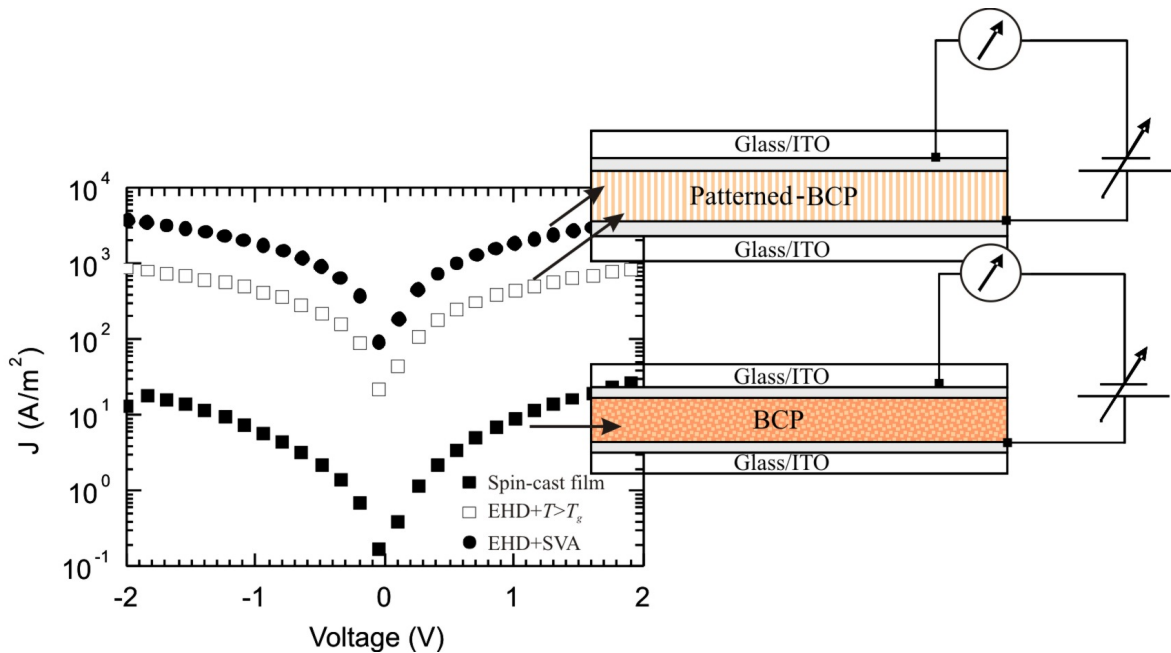 Glass/ITO
Patterned-BCP
Glass/ITO
Glass/ITO
BCP
Glass/ITO
10^4
10^3
10^2
10^1
10^0
10^-1
J (A/m^2)
-2 -1 0 1 2
Voltage (V)
Spin-cast film
EHD+T>T_g
EHD+SVA